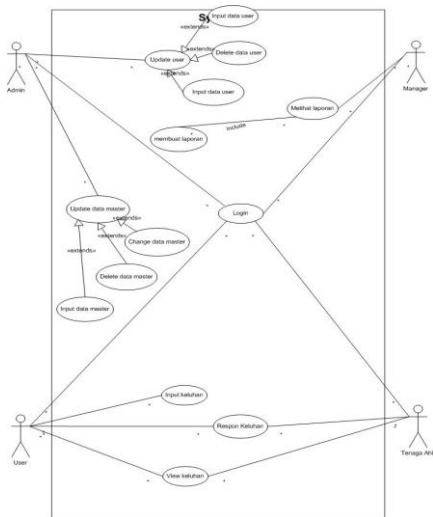 Input data user
«extends»
«extends»
Delete data user
Update user
«extends»
Input data user
Admin
Manager
Melihat laporan
include
membuat laporan
Update data master
Login
«extends»
Change data master
«extends»
«extends»
Delete data master
Input data master
Input keluhan
Respon Keluhan
User
Tenaga Ahl
View keluhan